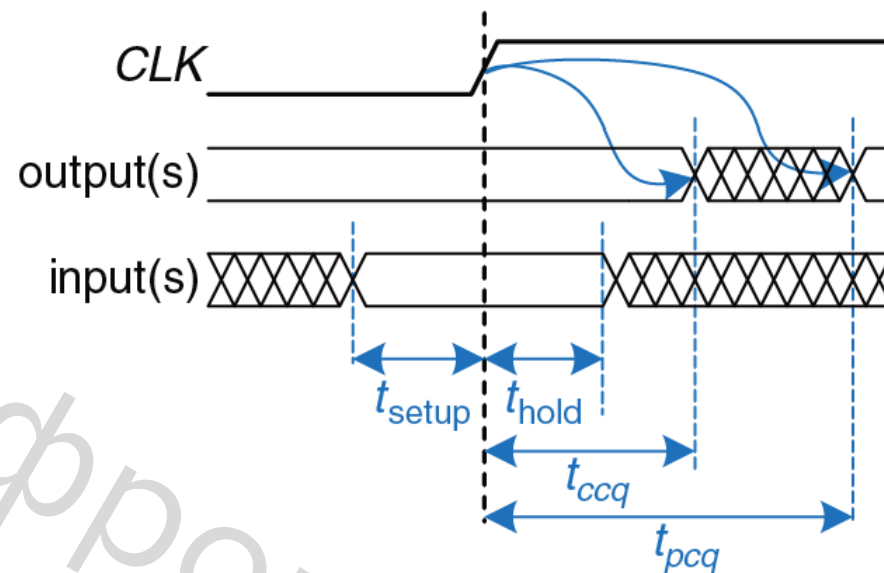 CLK
output(s)
input(s)
t_setup t_hold
t_ccq
t_pcq